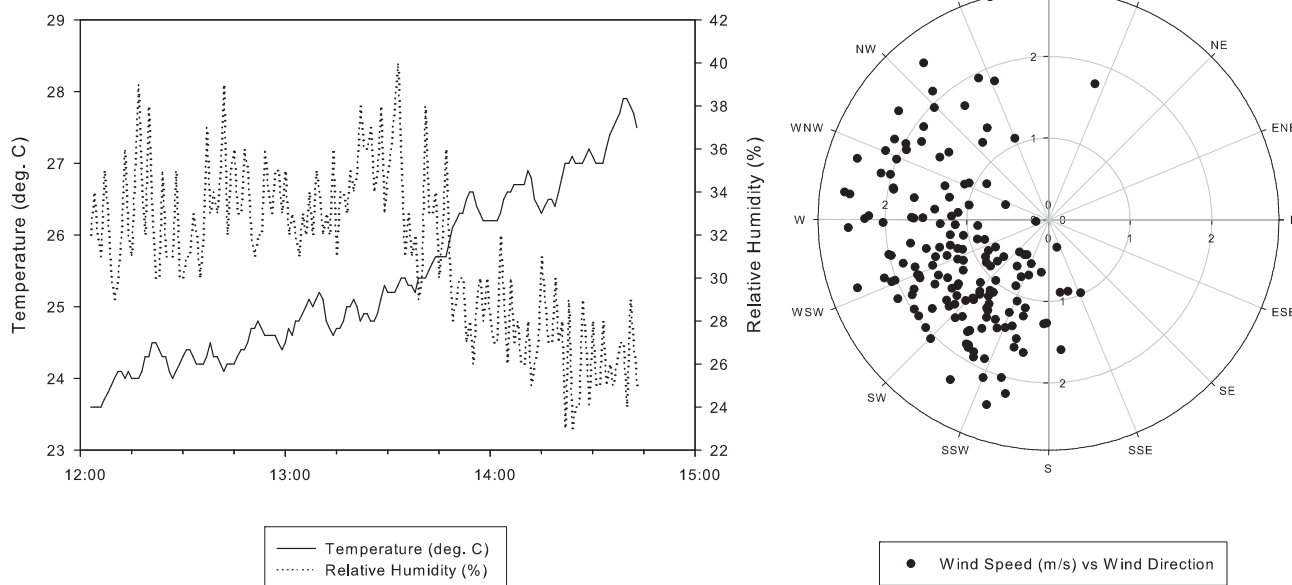 29
28
27
26
25
24
23
Temperature (deg. C)
42
40
38
36
34
32
30
28
26
24
22
Relative Humidity (%)
12:00
13:00
14:00
15:00
Temperature (deg. C)
Relative Humidity (%)
NW
NE
WNW
ENE
W
WSW
ESE
SW
SE
SSW
SSE
S
2
1
0
2
1
0
0
1
2
0
1
2
Wind Speed (m/s) vs Wind Direction